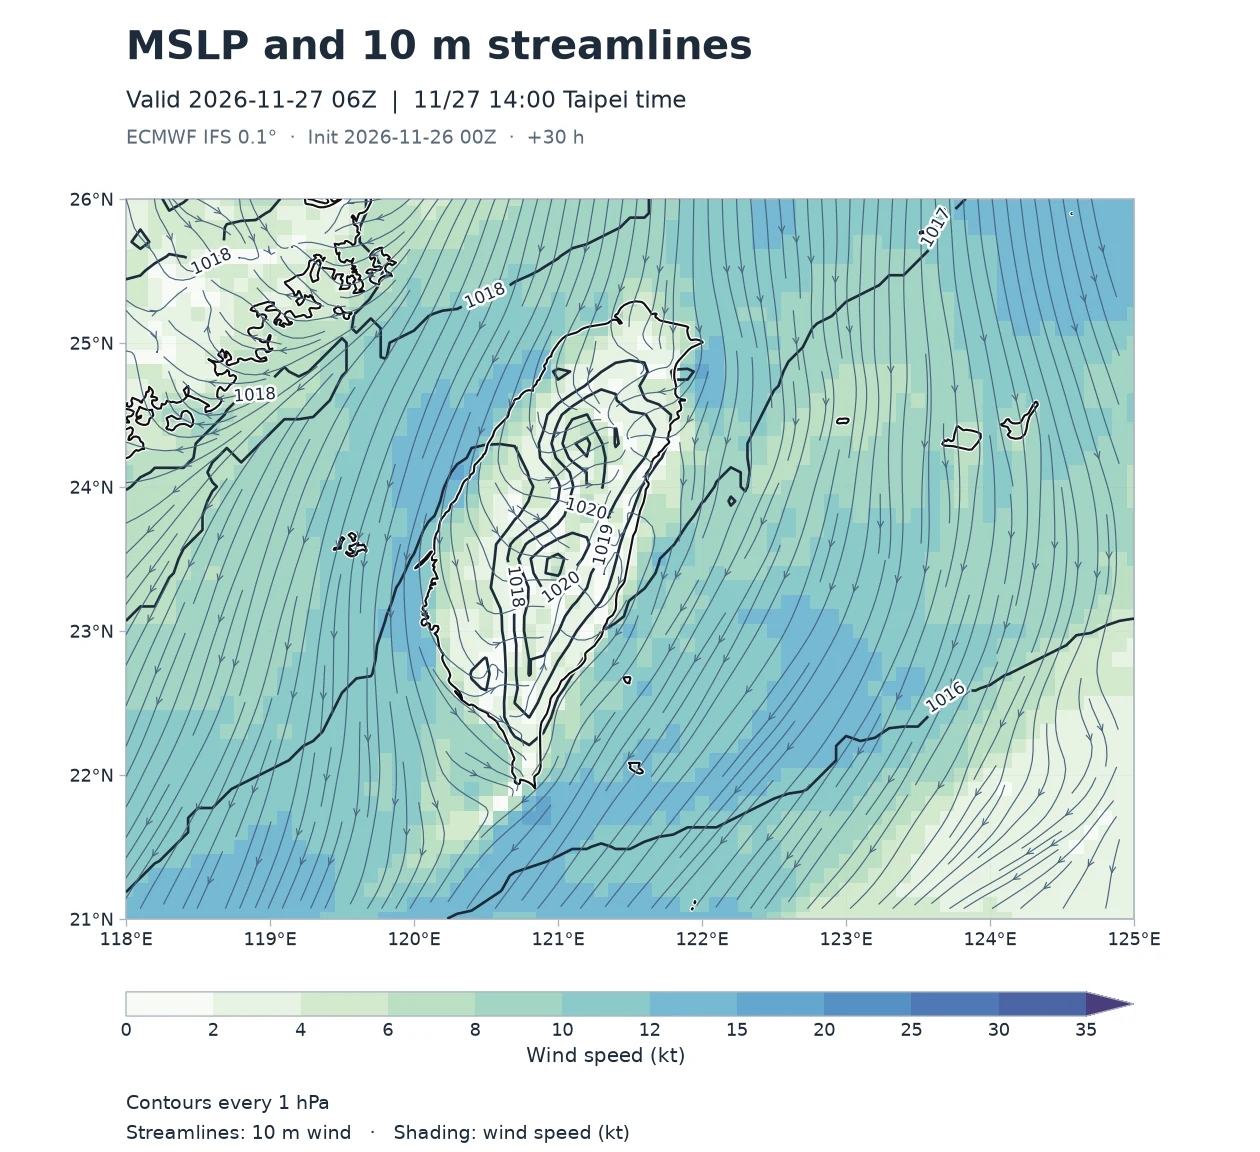 MSLP and 10 m streamlines
Valid 2026-11-27 06Z | 11/27 14:00 Taipei time
ECMWF IFS 0.1° · Init 2026-11-26 00Z · +30 h
26°N
25°N
24°N
23°N
22°N
21°N
1017
1018
1018
1018
1020
1019
1018
1020
1016
118°E 119°E 120°E 121°E 122°E 123°E 124°E 125°E
0 2 4 6 8 10 12 15 20 25 30 35
Wind speed (kt)
Contours every 1 hPa
Streamlines: 10 m wind · Shading: wind speed (kt)